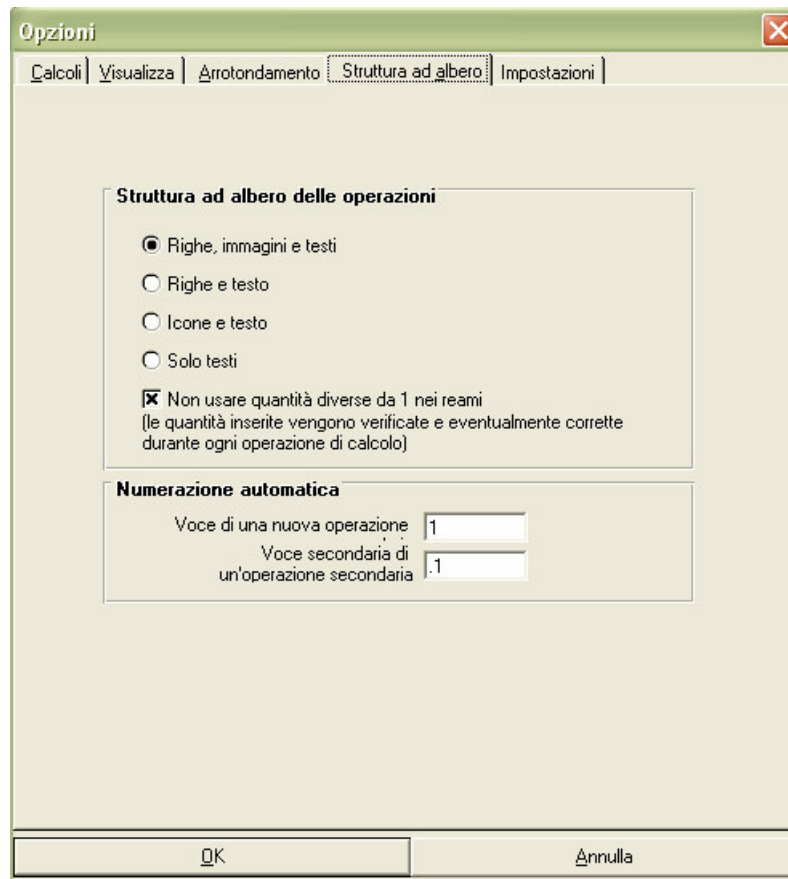 Opzioni
Calcoli Visualizza Arrotondamento Struttura ad albero Impostazioni
Struttura ad albero delle operazioni
Righe, immagini e testi
Righe e testo
Icone e testo
Solo testi
Non usare quantità diverse da 1 nei reami
(le quantità inserite vengono verificate e eventualmente corrette
durante ogni operazione di calcolo)
Numerazione automatica
Voce di una nuova operazione 1
Voce secondaria di
un'operazione secondaria .1
OK Annulla